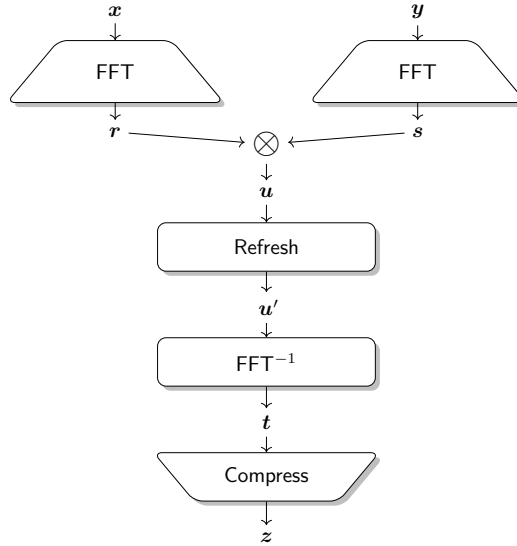 x y
FFT FFT
r ⊗ s
u
Refresh
u′
FFT⁻¹
t
Compress
z